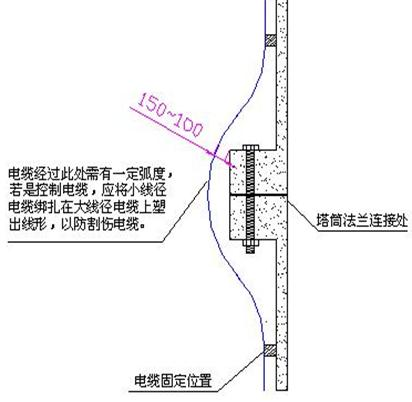 150~100
电缆经过此处需有一定弧度，
若是控制电缆，应将小线径
电缆绑扎在大线径电缆上塑
出线形，以防割伤电缆。
塔筒法兰连接处
电缆固定位置